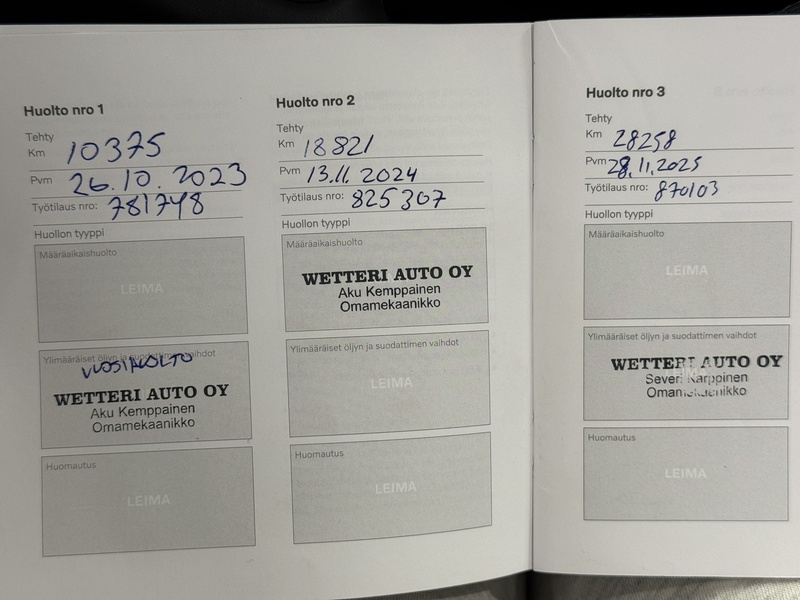 Huolto nro 1
Tehty
Km 10375
Pvm 26.10.2023
Työtilaus nro: 781748
Huollon tyyppi
Määräaikaishuolto
LEIMA
Ylimääräiset öljyn ja suodattimen vaihdot
VUOSIHUOLTO
WETTERI AUTO OY
Aku Kemppainen
Omamekaanikko
Huomautus
LEIMA
Huolto nro 2
Tehty
Km 18821
Pvm 13.11.2024
Työtilaus nro: 825307
Huollon tyyppi
Määräaikaishuolto
WETTERI AUTO OY
Aku Kemppainen
Omamekaanikko
Ylimääräiset öljyn ja suodattimen vaihdot
LEIMA
Huomautus
LEIMA
Huolto nro 3
Tehty
Km 28258
Pvm 28.11.2025
Työtilaus nro: 870103
Huollon tyyppi
Määräaikaishuolto
LEIMA
Ylimääräiset öljyn ja suodattimen vaihdot
WETTERI AUTO OY
Severi Karppinen
Omamekaanikko
Huomautus
LEIMA